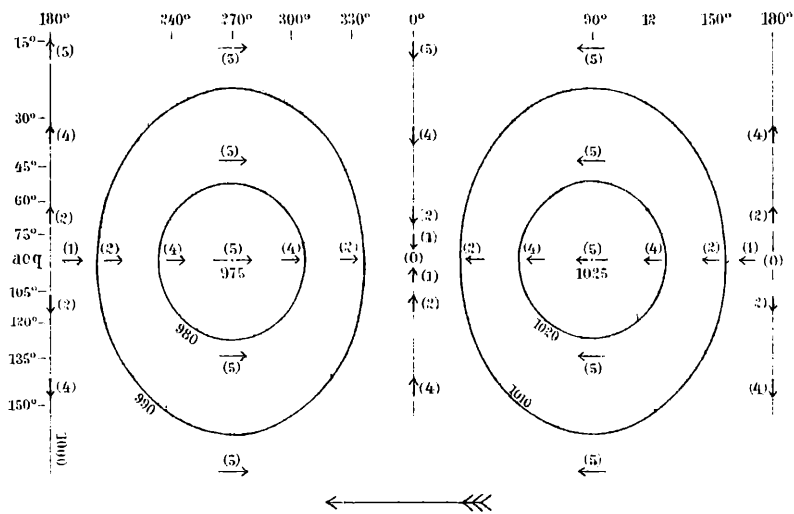 180° 240° 270° 300° 330° 0° 90° 12 150° 180°
15° (5) (5) (5) (5)
30° (4) (4) (4)
45° (5) (5)
60° (2) (2) (2)
75° (1)
aeq (1) (2) (4) (5) (4) (2) (0) (2) (4) (5) (4) (2) (1) (0)
975 1025
105° (2) (1) (2) 2)
120° 980 1020
135° (5) (5)
150° (4) 990 (4) 1010 (4)
1000 (5) (5)